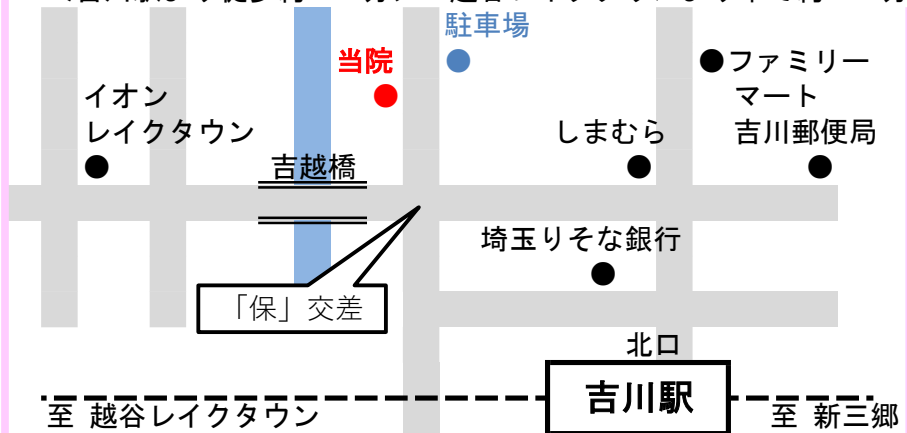 駐車場
当院
●ファミリー
マート
イオン
レイクタウン
しまむら
吉川郵便局
吉越橋
埼玉りそな銀行
「保」交差
北口
吉川駅
至 越谷レイクタウン
至 新三郷